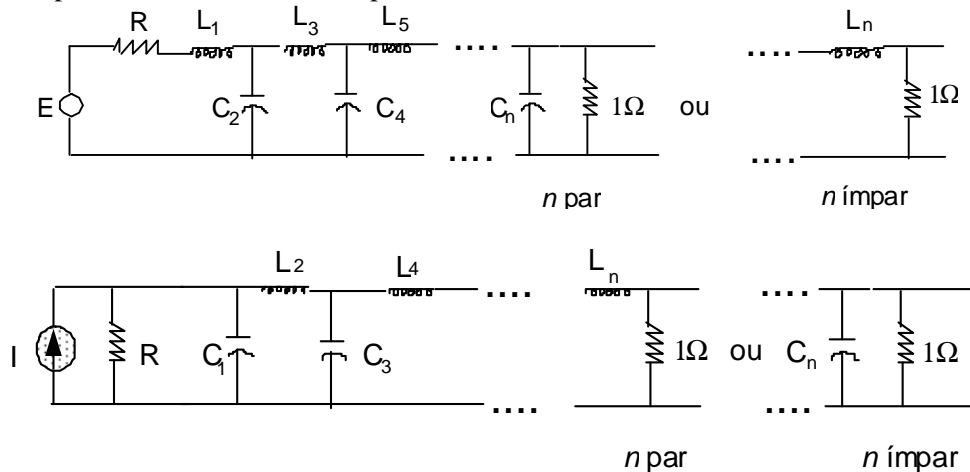 R L1 L3 L5 .... Ln
E C2 C4 Cn 1Ω ou 1Ω
.... ....
n par n ímpar
L2 L4 Ln
.... ....
I R C1 C3 1Ω ou Cn 1Ω
.... ....
n par n ímpar